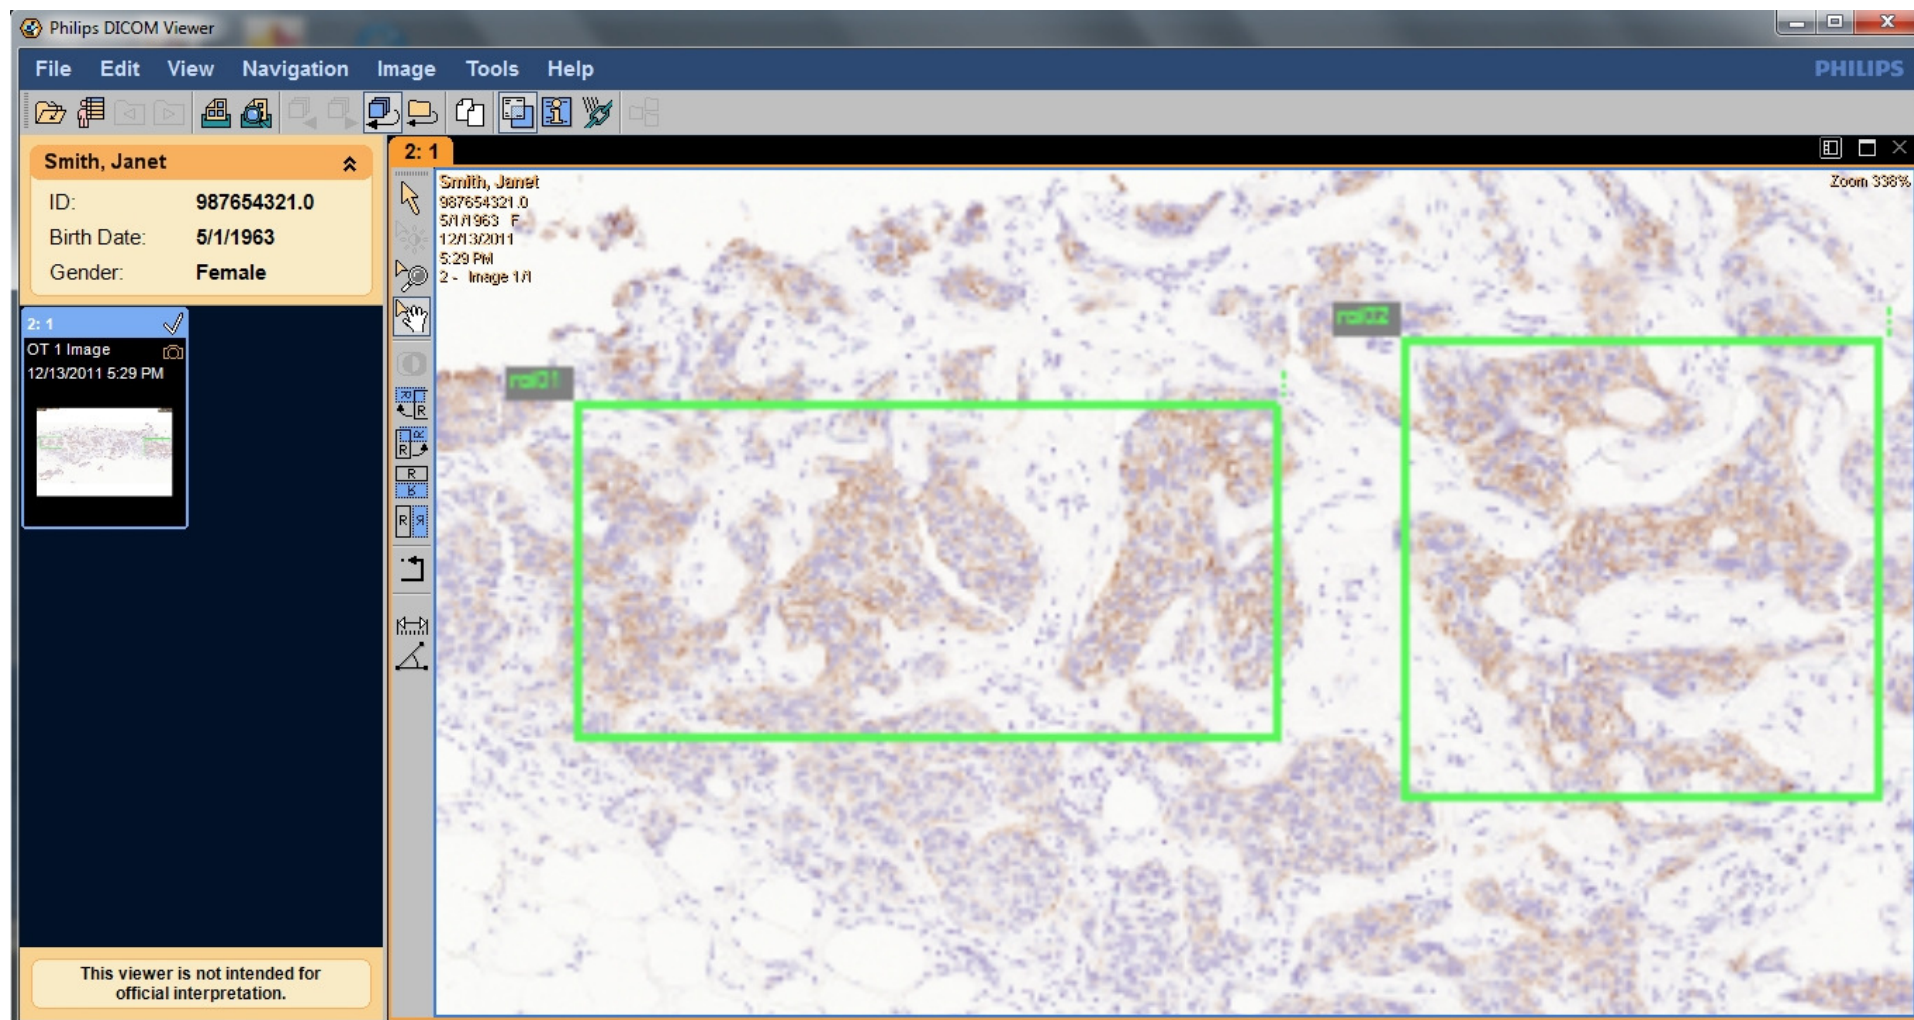 Philips DICOM Viewer
File Edit View Navigation Image Tools Help
PHILIPS
Smith, Janet
ID: 987654321.0
Birth Date: 5/1/1963
Gender: Female
2: 1
OT 1 Image
12/13/2011 5:29 PM
This viewer is not intended for
official interpretation.
2: 1
Smith, Janet
987654321.0
5/1/1963 F
12/13/2011
5:29 PM
2 - Image 1/1
Zoom 338%
roi01
roi02